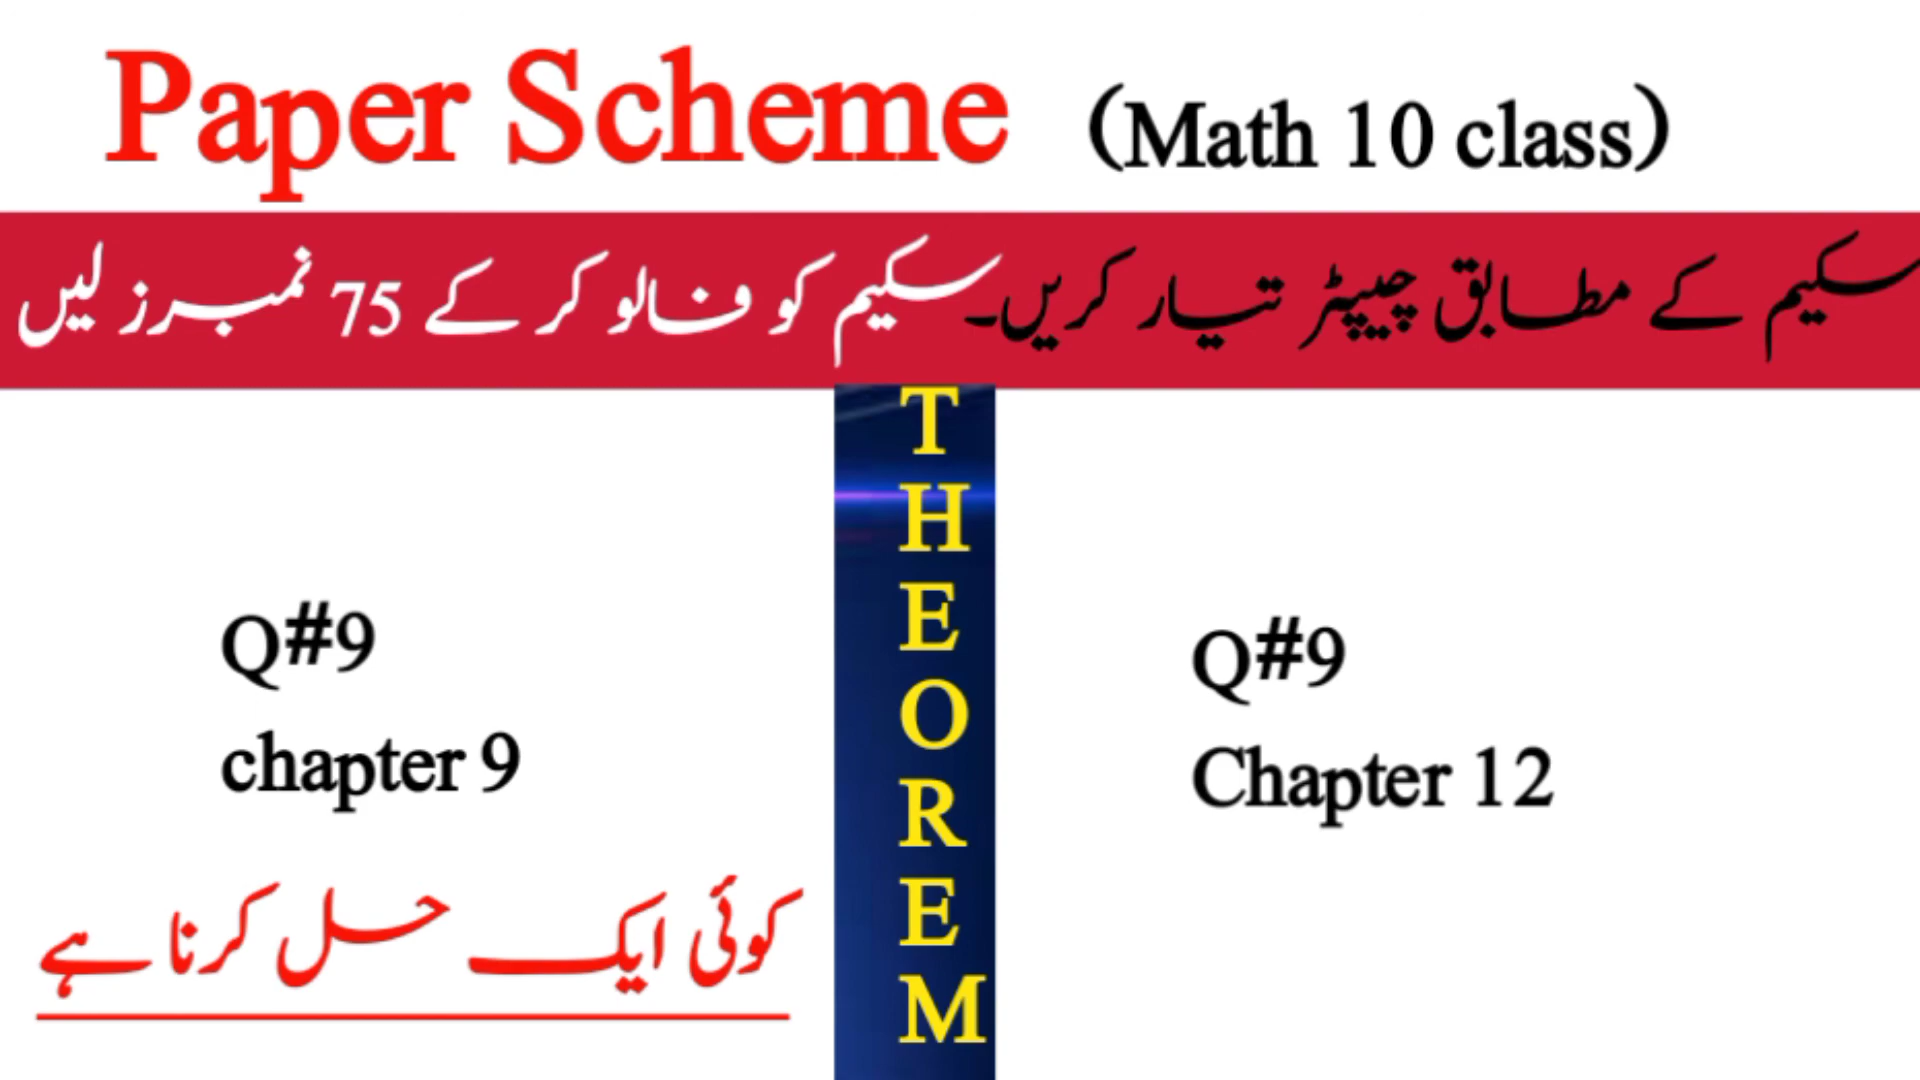 Paper Scheme (Math 10 class)
سکیم کے مطابق چیپٹر تیار کریں۔سکیم کو فالو کر کے 75 نمبرز لیں
THEOREM
Q#9
chapter 9
کوئی ایک حل کرنا ہے
Q#9
Chapter 12